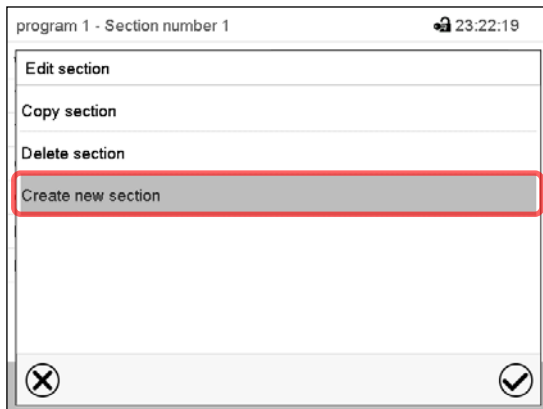 program 1 - Section number 1 23:22:19
Edit section
Copy section
Delete section
Create new section